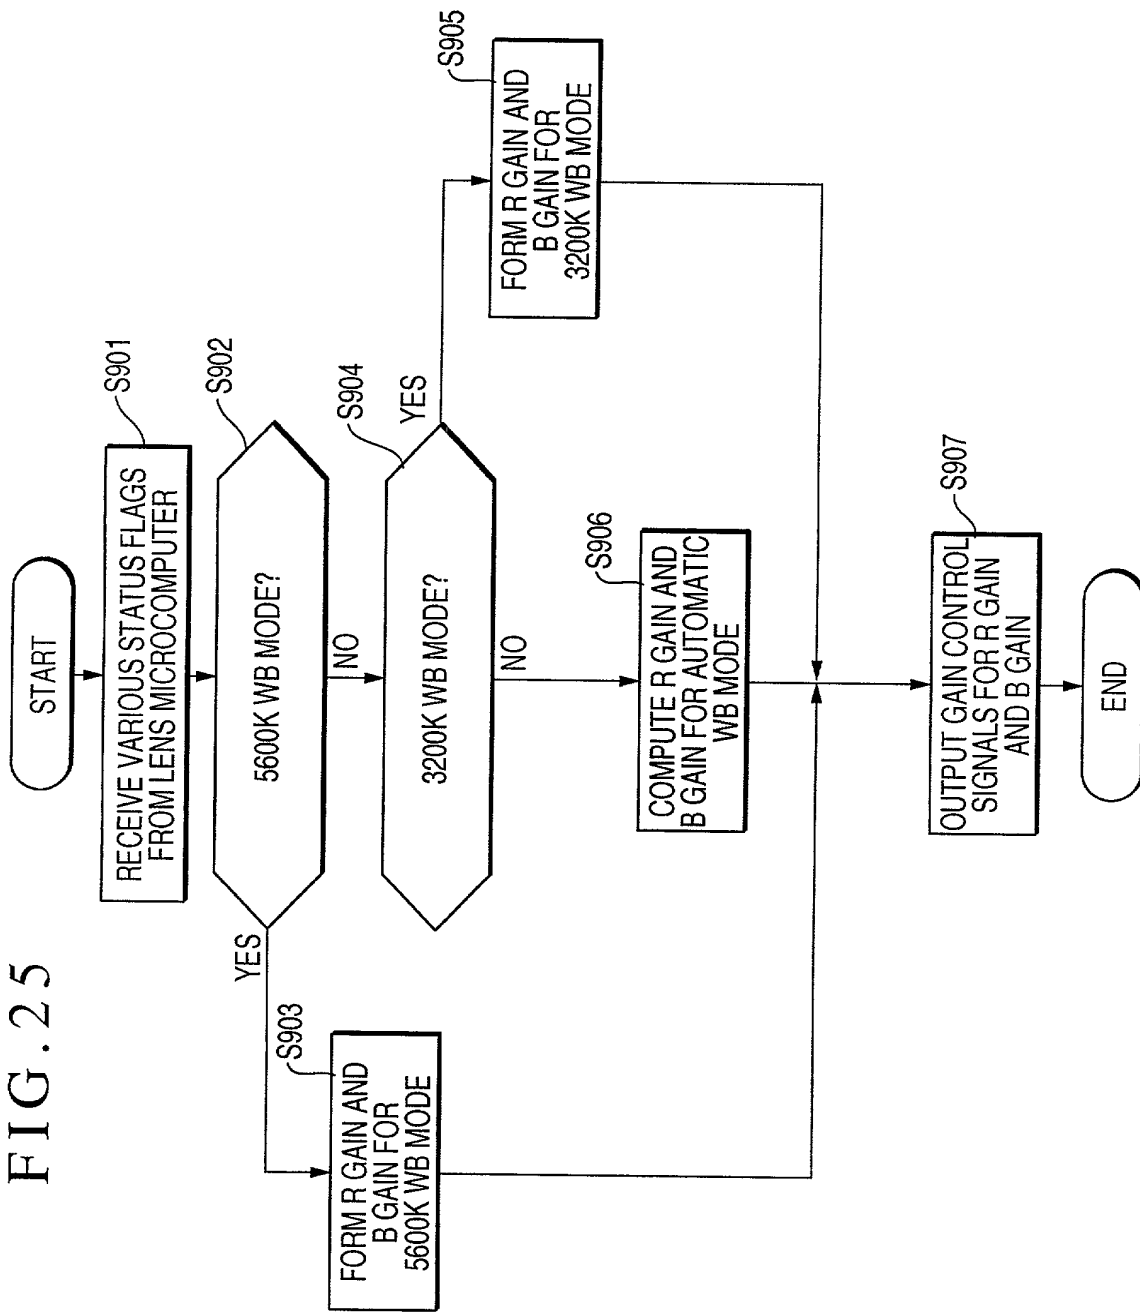 FIG.25
START
S901
RECEIVE VARIOUS STATUS FLAGS
FROM LENS MICROCOMPUTER
S902
5600K WB MODE?
YES
NO
S903
FORM R GAIN AND
B GAIN FOR
5600K WB MODE
S904
3200K WB MODE?
YES
NO
S905
FORM R GAIN AND
B GAIN FOR
3200K WB MODE
S906
COMPUTE R GAIN AND
B GAIN FOR AUTOMATIC
WB MODE
S907
OUTPUT GAIN CONTROL
SIGNALS FOR R GAIN
AND B GAIN
END